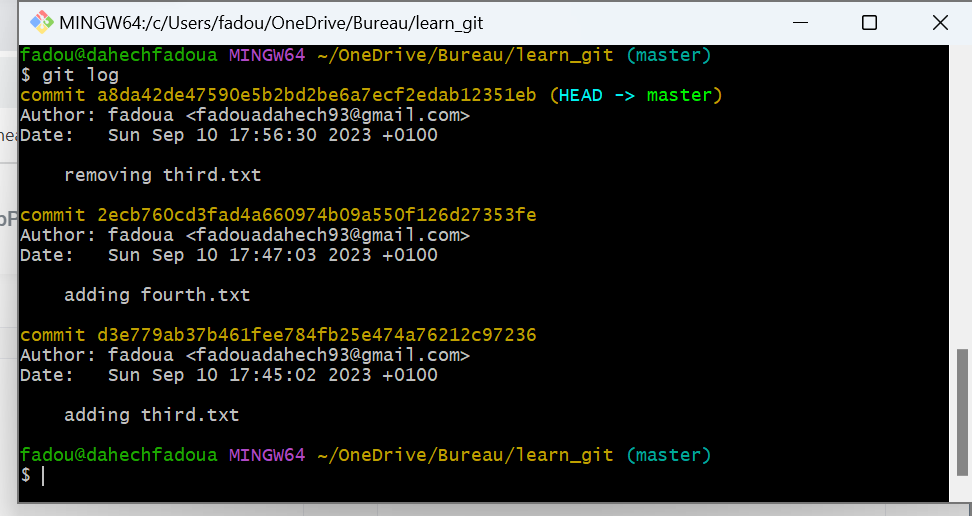 MINGW64:/c/Users/fadou/OneDrive/Bureau/learn_git
fadou@dahechfadoua MINGW64 ~/OneDrive/Bureau/learn_git (master)
$ git log
commit a8da42de47590e5b2bd2be6a7ecf2edab12351eb (HEAD -> master)
Author: fadoua <fadouadahech93@gmail.com>
Date:   Sun Sep 10 17:56:30 2023 +0100
removing third.txt
commit 2ecb760cd3fad4a660974b09a550f126d27353fe
Author: fadoua <fadouadahech93@gmail.com>
Date:   Sun Sep 10 17:47:03 2023 +0100
adding fourth.txt
commit d3e779ab37b461fee784fb25e474a76212c97236
Author: fadoua <fadouadahech93@gmail.com>
Date:   Sun Sep 10 17:45:02 2023 +0100
adding third.txt
fadou@dahechfadoua MINGW64 ~/OneDrive/Bureau/learn_git (master)
$